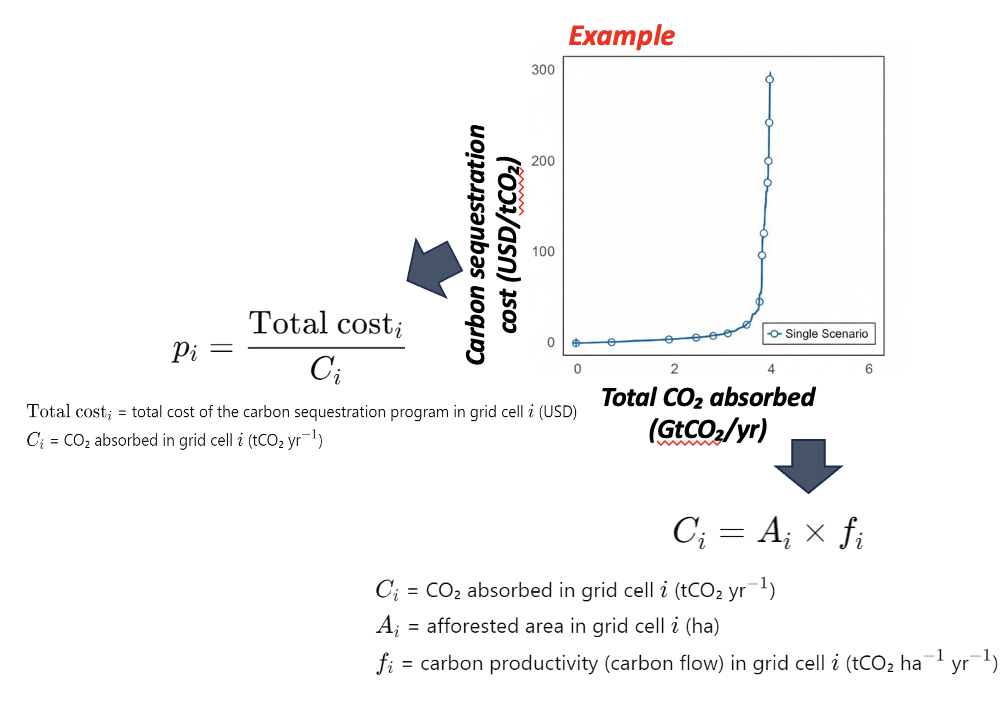 Example
Carbon sequestration
cost (USD/tCO₂)
300
200
100
0
Single Scenario
0 2 4 6
Total CO₂ absorbed
(GtCO₂/yr)
pᵢ = Total costᵢ / Cᵢ
Total costᵢ = total cost of the carbon sequestration program in grid cell i (USD)
Cᵢ = CO₂ absorbed in grid cell i (tCO₂ yr⁻¹)
Cᵢ = Aᵢ × fᵢ
Cᵢ = CO₂ absorbed in grid cell i (tCO₂ yr⁻¹)
Aᵢ = afforested area in grid cell i (ha)
fᵢ = carbon productivity (carbon flow) in grid cell i (tCO₂ ha⁻¹ yr⁻¹)